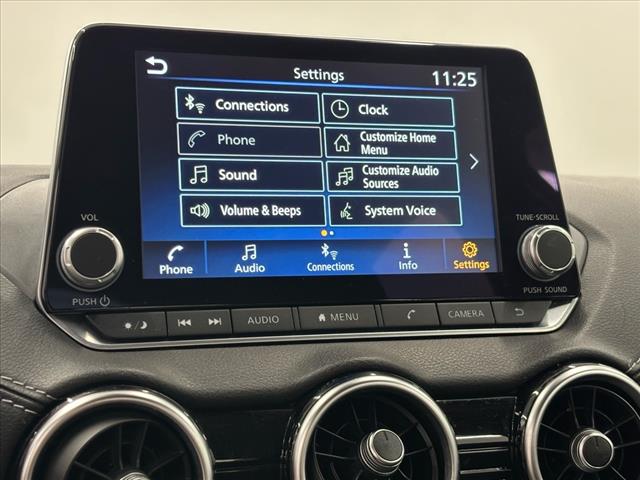 Settings
11:25
Connections
Clock
Phone
Customize Home
Menu
Sound
Customize Audio
Sources
Volume & Beeps
System Voice
Phone
Audio
Connections
Info
Settings
VOL
PUSH
TUNE·SCROLL
PUSH SOUND
AUDIO
MENU
CAMERA